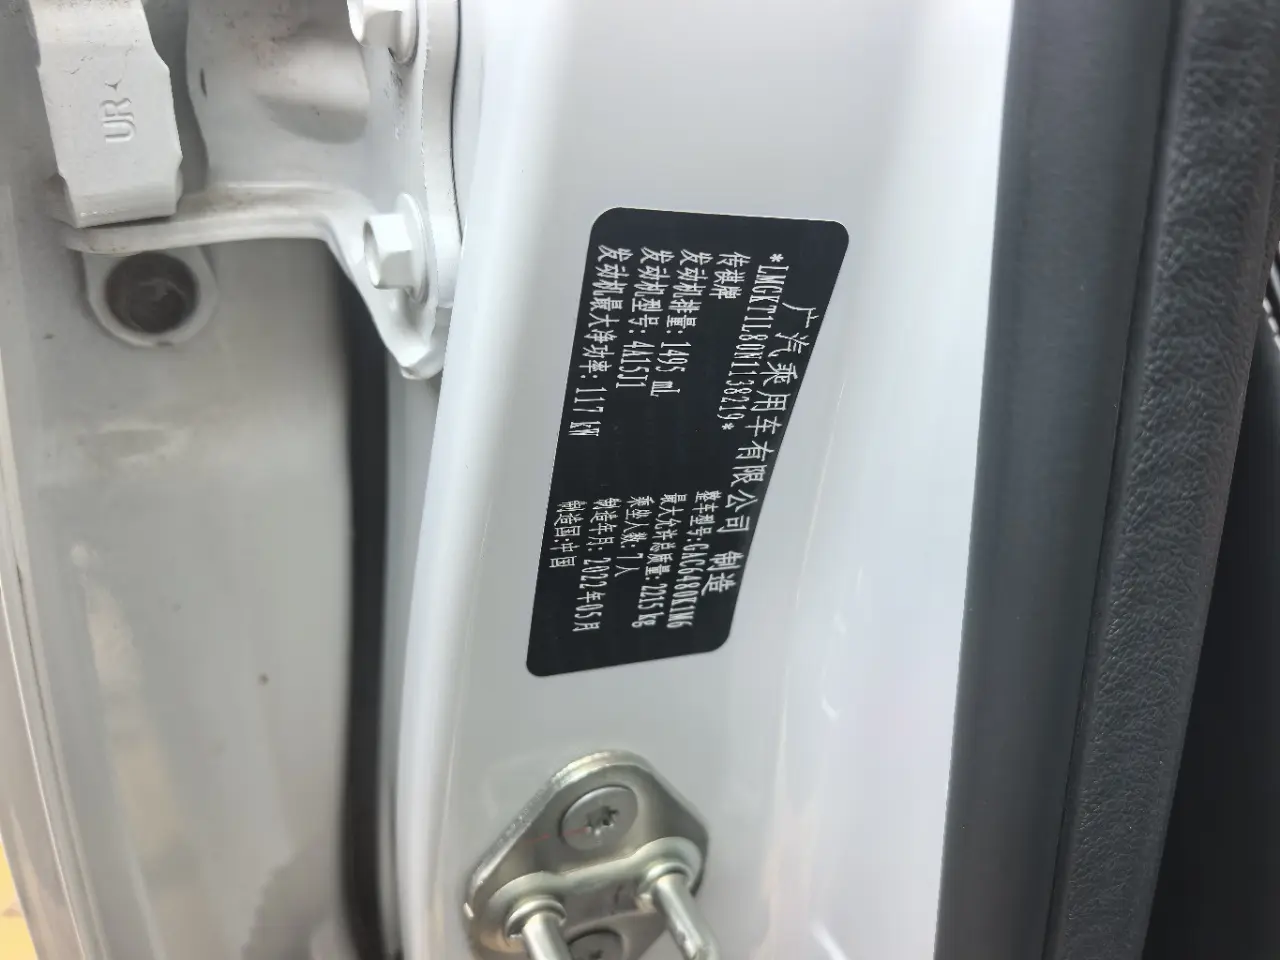 广汽乘用车有限公司 制造
*LMGKT1L80N1138219*
传祺牌 整车型号:GAC6480K1M6
发动机排量: 1495 mL 最大允许总质量: 2215 kg
发动机型号: 4A15J1 乘坐人数: 7人
发动机最大净功率: 117 kW 制造年月: 2022年05月
制造国:中国
UR